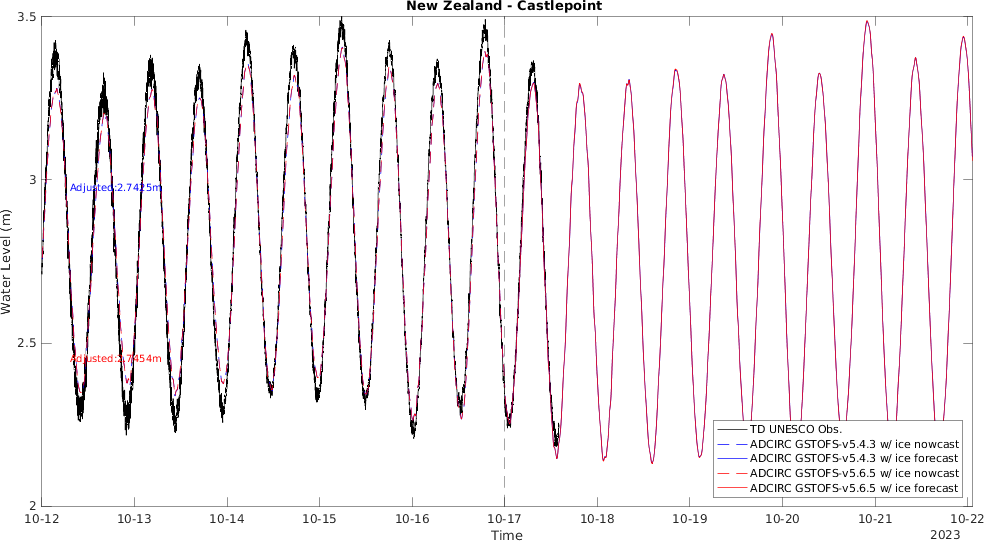 New Zealand - Castlepoint
3.5
3
2.5
2
Water Level (m)
Adjusted:2.7425m
Adjusted:2.7454m
TD UNESCO Obs.
ADCIRC GSTOFS-v5.4.3 w/ ice nowcast
ADCIRC GSTOFS-v5.4.3 w/ ice forecast
ADCIRC GSTOFS-v5.6.5 w/ ice nowcast
ADCIRC GSTOFS-v5.6.5 w/ ice forecast
10-12 10-13 10-14 10-15 10-16 10-17 10-18 10-19 10-20 10-21 10-22
Time
2023